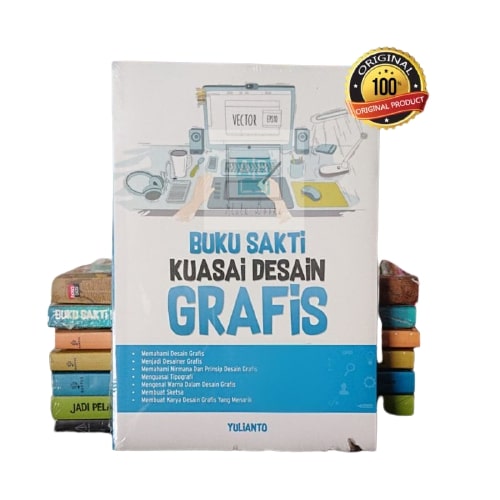 ORIGINAL
100%
ORIGINAL PRODUCT
VECTOR
EPS10
BUKU SAKTI
KUASAI DESAIN
GRAFIS
• Memahami Desain Grafis
• Menjadi Desainer Grafis
• Memahami Nirmana Dan Prinsip Desain Grafis
• Menguasai Tipografi
• Mengenal Warna Dalam Desain Grafis
• Membuat Sketsa
• Membuat Karya Desain Grafis Yang Menarik
YULIANTO
BUKU SAKTI
JADI PELA